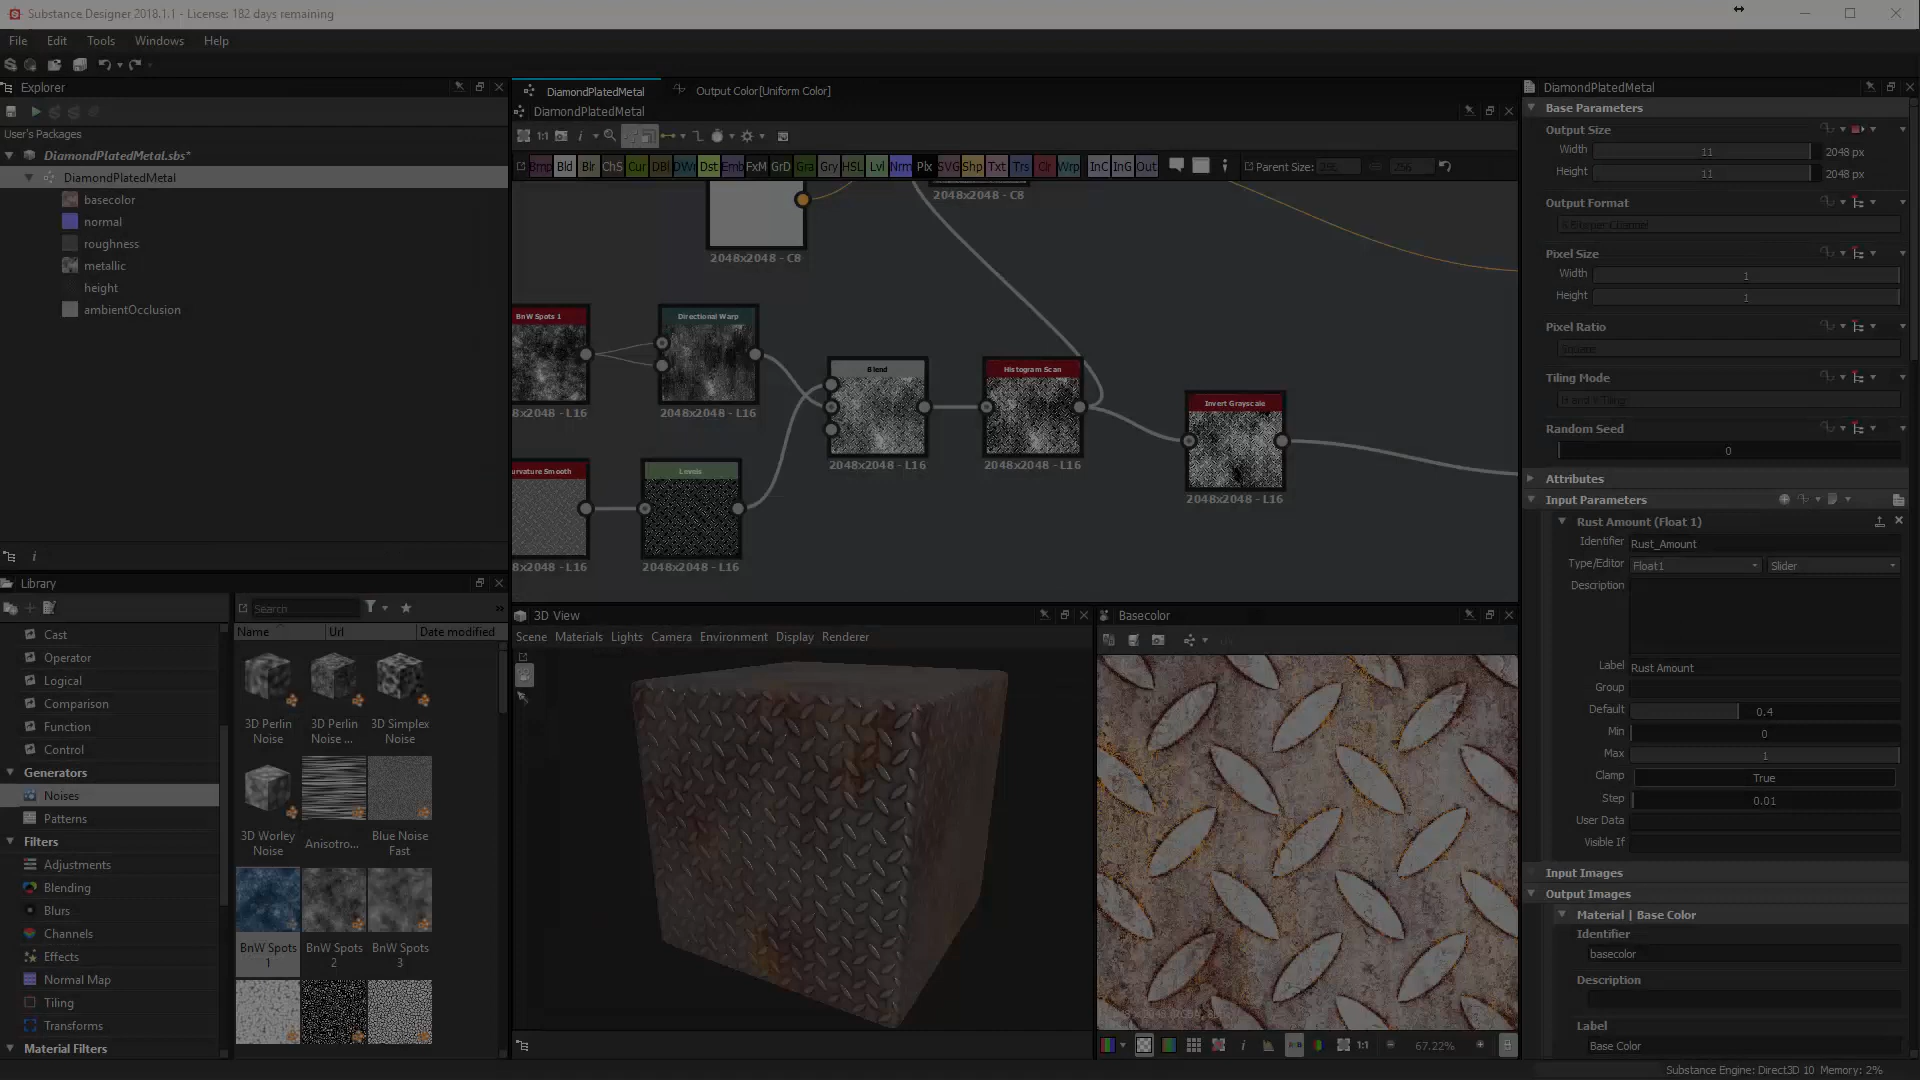 Substance Designer 2018.1.1 - License: 182 days remaining
File Edit Tools Windows Help
Explorer
User's Packages
DiamondPlatedMetal.sbs*
DiamondPlatedMetal
basecolor
normal
roughness
metallic
height
ambientOcclusion
Library
Search
Cast
Operator
Logical
Comparison
Function
Control
Generators
Noises
Patterns
Filters
Adjustments
Blending
Blurs
Channels
Effects
Normal Map
Tiling
Transforms
Material Filters
Name Url Date modified
3D Perlin Noise
3D Perlin Noise ...
3D Simplex Noise
3D Worley Noise
Anisotro...
Blue Noise Fast
BnW Spots 1
BnW Spots 2
BnW Spots 3
DiamondPlatedMetal
Output Color[Uniform Color]
DiamondPlatedMetal
1:1
Bmp Bld Blr ChS Cur DBl DWr Dst Emb FxM GrD Gra Gry HSL Lvl Nrm Plx SVG Shp Txt Trs Clr Wrp InC InG Out
Parent Size: 256 256
2048x2048 - C8
2048x2048 - C8
BnW Spots 1
8x2048 - L16
Directional Warp
2048x2048 - L16
Blend
2048x2048 - L16
Histogram Scan
2048x2048 - L16
Invert Grayscale
2048x2048 - L16
urvature Smooth
8x2048 - L16
Levels
2048x2048 - L16
3D View
Scene Materials Lights Camera Environment Display Renderer
Basecolor
1:1
67.22%
DiamondPlatedMetal
Base Parameters
Output Size
Width 11 2048 px
Height 11 2048 px
Output Format
8 Bits per Channel
Pixel Size
Width 1
Height 1
Pixel Ratio
Square
Tiling Mode
H and V Tiling
Random Seed
0
Attributes
Input Parameters
Rust Amount (Float 1)
Identifier Rust_Amount
Type/Editor Float1 Slider
Description
Label Rust Amount
Group
Default 0.4
Min 0
Max 1
Clamp True
Step 0.01
User Data
Visible If
Input Images
Output Images
Material | Base Color
Identifier
basecolor
Description
Label
Base Color
Substance Engine: Direct3D 10 Memory: 2%